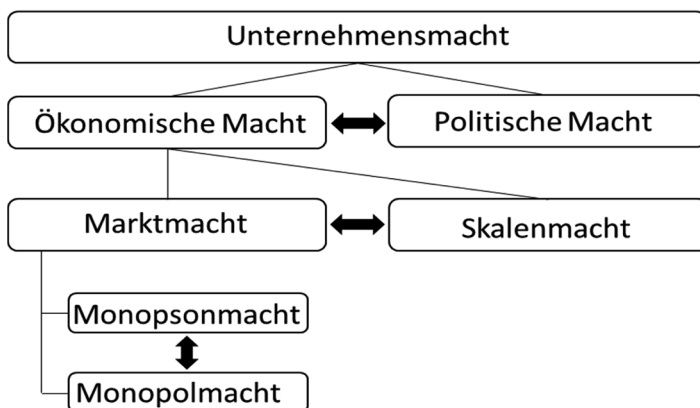 Unternehmensmacht
Ökonomische Macht
Politische Macht
Marktmacht
Skalenmacht
Monopsonmacht
Monopolmacht